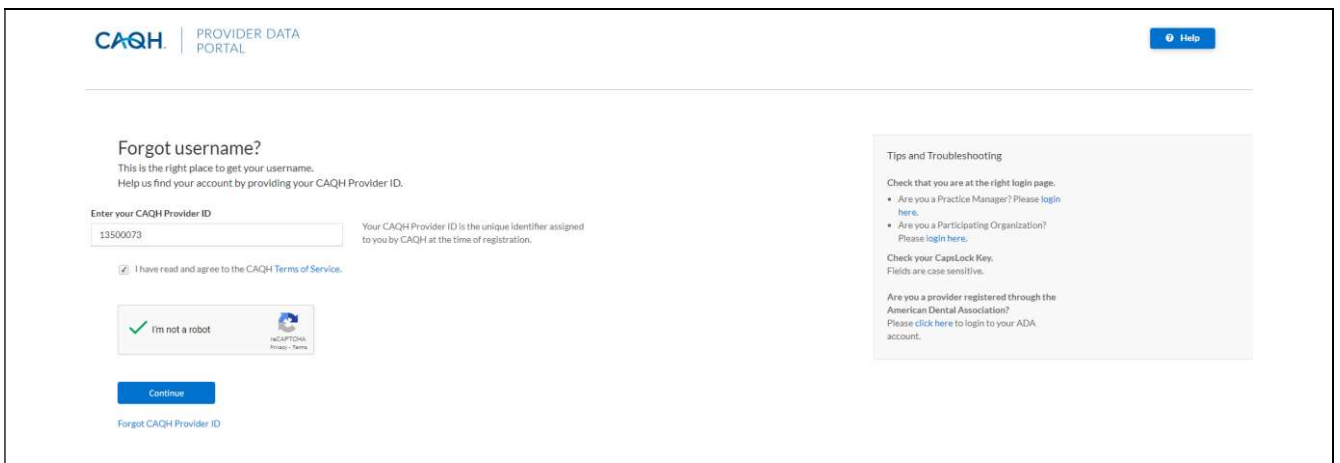 CAQH
PROVIDER DATA
PORTAL
Help
Forgot username?
This is the right place to get your username.
Help us find your account by providing your CAQH Provider ID.
Enter your CAQH Provider ID
13500073
Your CAQH Provider ID is the unique identifier assigned
to you by CAQH at the time of registration.
I have read and agree to the CAQH Terms of Service.
I'm not a robot
reCAPTCHA
Privacy - Terms
Continue
Forgot CAQH Provider ID
Tips and Troubleshooting
Check that you are at the right login page.
Are you a Practice Manager? Please login
here.
Are you a Participating Organization?
Please login here.
Check your CapsLock Key.
Fields are case sensitive.
Are you a provider registered through the
American Dental Association?
Please click here to login to your ADA
account.